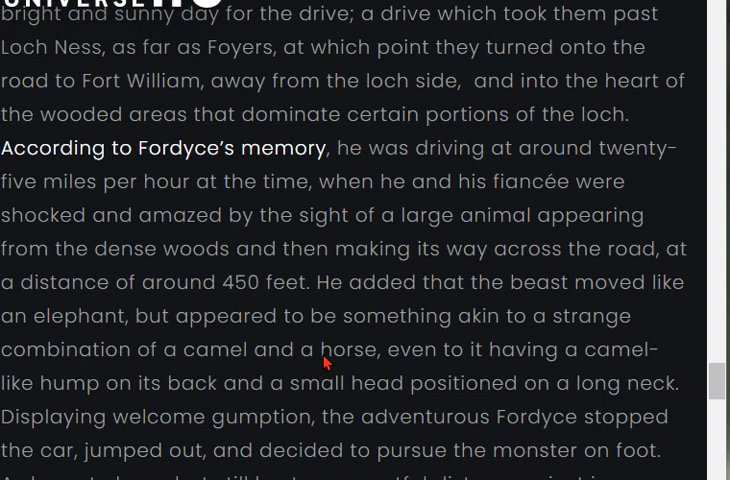 UNIVERSE
bright and sunny day for the drive; a drive which took them past
Loch Ness, as far as Foyers, at which point they turned onto the
road to Fort William, away from the loch side,  and into the heart of
the wooded areas that dominate certain portions of the loch.
According to Fordyce’s memory, he was driving at around twenty-
five miles per hour at the time, when he and his fiancée were
shocked and amazed by the sight of a large animal appearing
from the dense woods and then making its way across the road, at
a distance of around 450 feet. He added that the beast moved like
an elephant, but appeared to be something akin to a strange
combination of a camel and a horse, even to it having a camel-
like hump on its back and a small head positioned on a long neck.
Displaying welcome gumption, the adventurous Fordyce stopped
the car, jumped out, and decided to pursue the monster on foot.